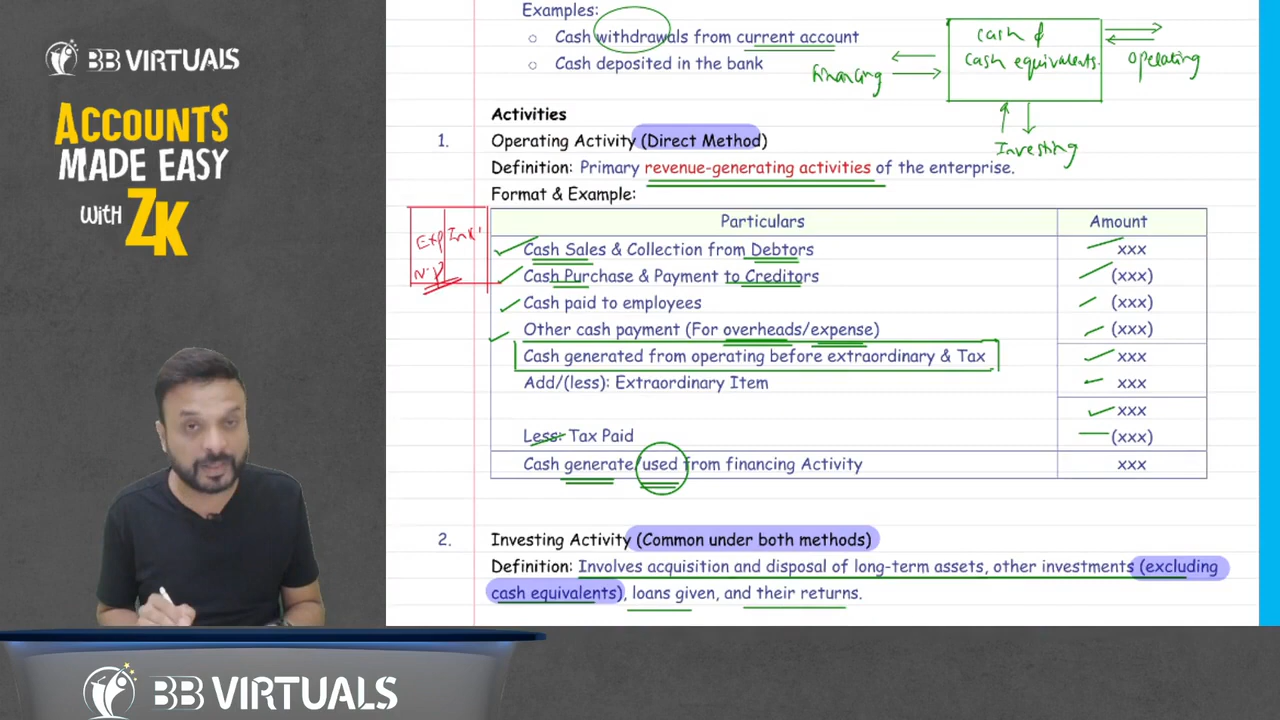 BB VIRTUALS
ACCOUNTS
MADE EASY
WITH ZK
Examples:
Cash withdrawals from current account
Cash deposited in the bank
Cash &
Cash equivalents.
Financing
Operating
Investing
Activities
1. Operating Activity (Direct Method)
Definition: Primary revenue-generating activities of the enterprise.
Format & Example:
Particulars Amount
Cash Sales & Collection from Debtors xxx
Cash Purchase & Payment to Creditors (xxx)
Cash paid to employees (xxx)
Other cash payment (For overheads/expense) (xxx)
Cash generated from operating before extraordinary & Tax xxx
Add/(less): Extraordinary Item xxx
xxx
Less: Tax Paid (xxx)
Cash generate/used from financing Activity xxx
Exp
N.P
2. Investing Activity (Common under both methods)
Definition: Involves acquisition and disposal of long-term assets, other investments (excluding
cash equivalents), loans given, and their returns.
BB VIRTUALS